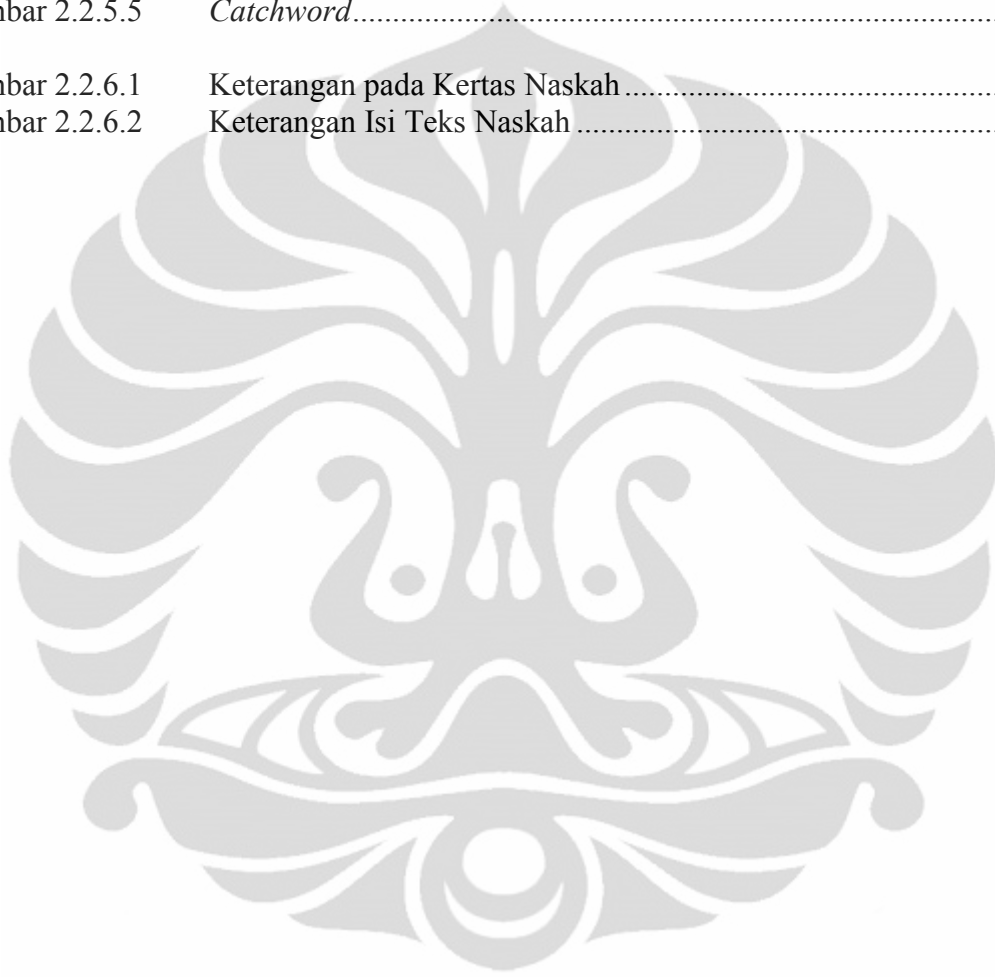 nbar 2.2.5.5 Catchword.....................................................................................
nbar 2.2.6.1 Keterangan pada Kertas Naskah.................................................
nbar 2.2.6.2 Keterangan Isi Teks Naskah.......................................................